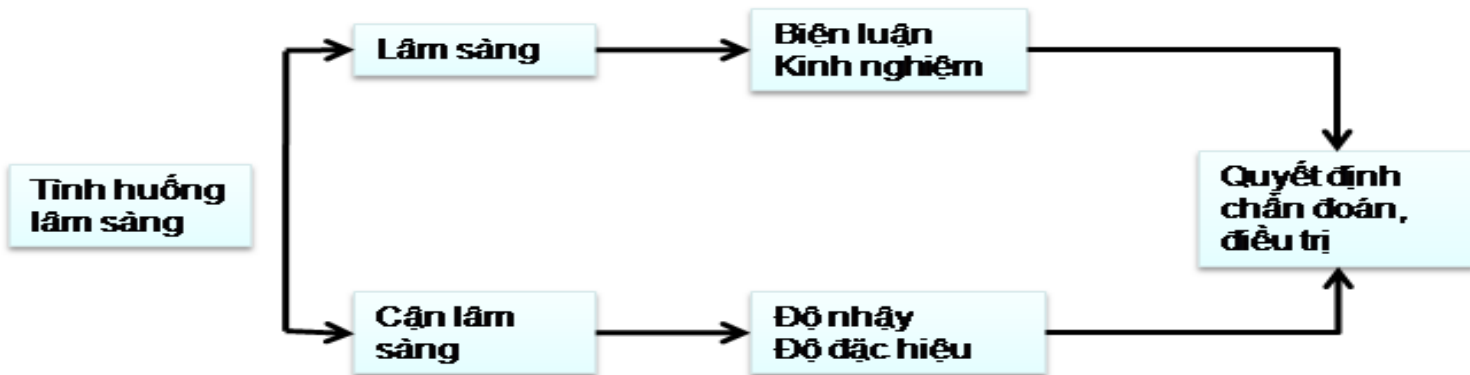 Lâm sàng
Biện luận
Kinh nghiệm
Tình huống
lâm sàng
Quyết định
chẩn đoán,
điều trị
Cận lâm
sàng
Độ nhậy
Độ đặc hiệu